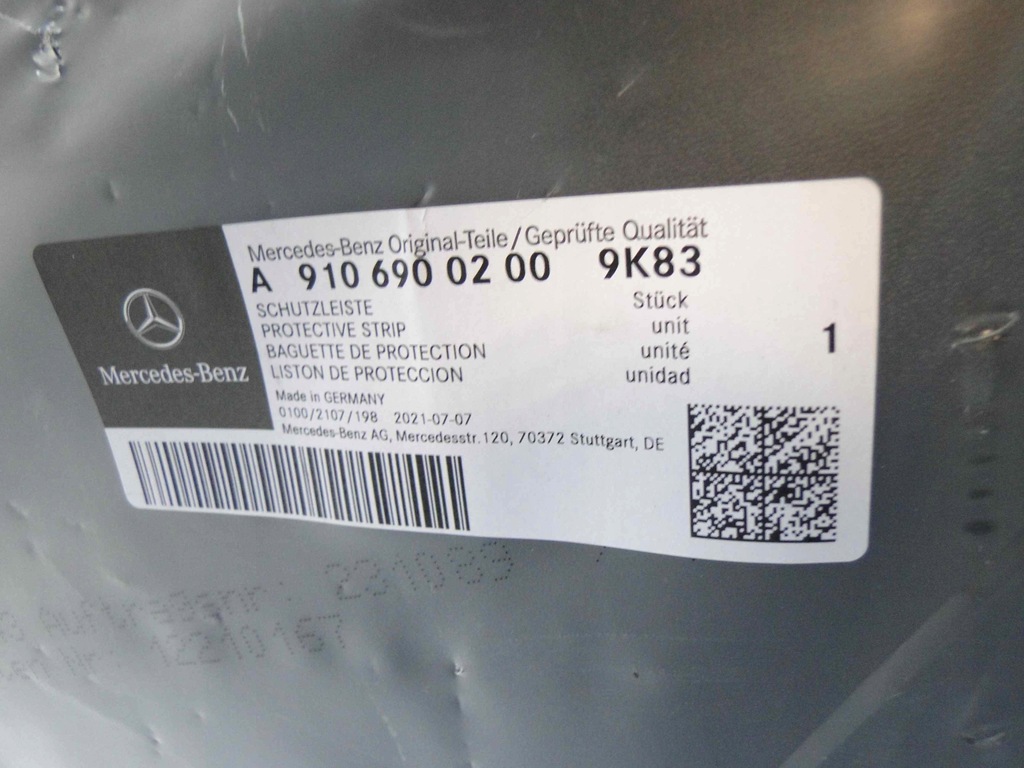 Mercedes-Benz
Mercedes-Benz Original-Teile/Geprüfte Qualität
A 910 690 02 00 9K83
SCHUTZLEISTE Stück
PROTECTIVE STRIP unit
BAGUETTE DE PROTECTION unité
LISTON DE PROTECCION unidad
1
Made in GERMANY
0100/2107/198 2021-07-07
Mercedes-Benz AG, Mercedesstr.120, 70372 Stuttgart, DE